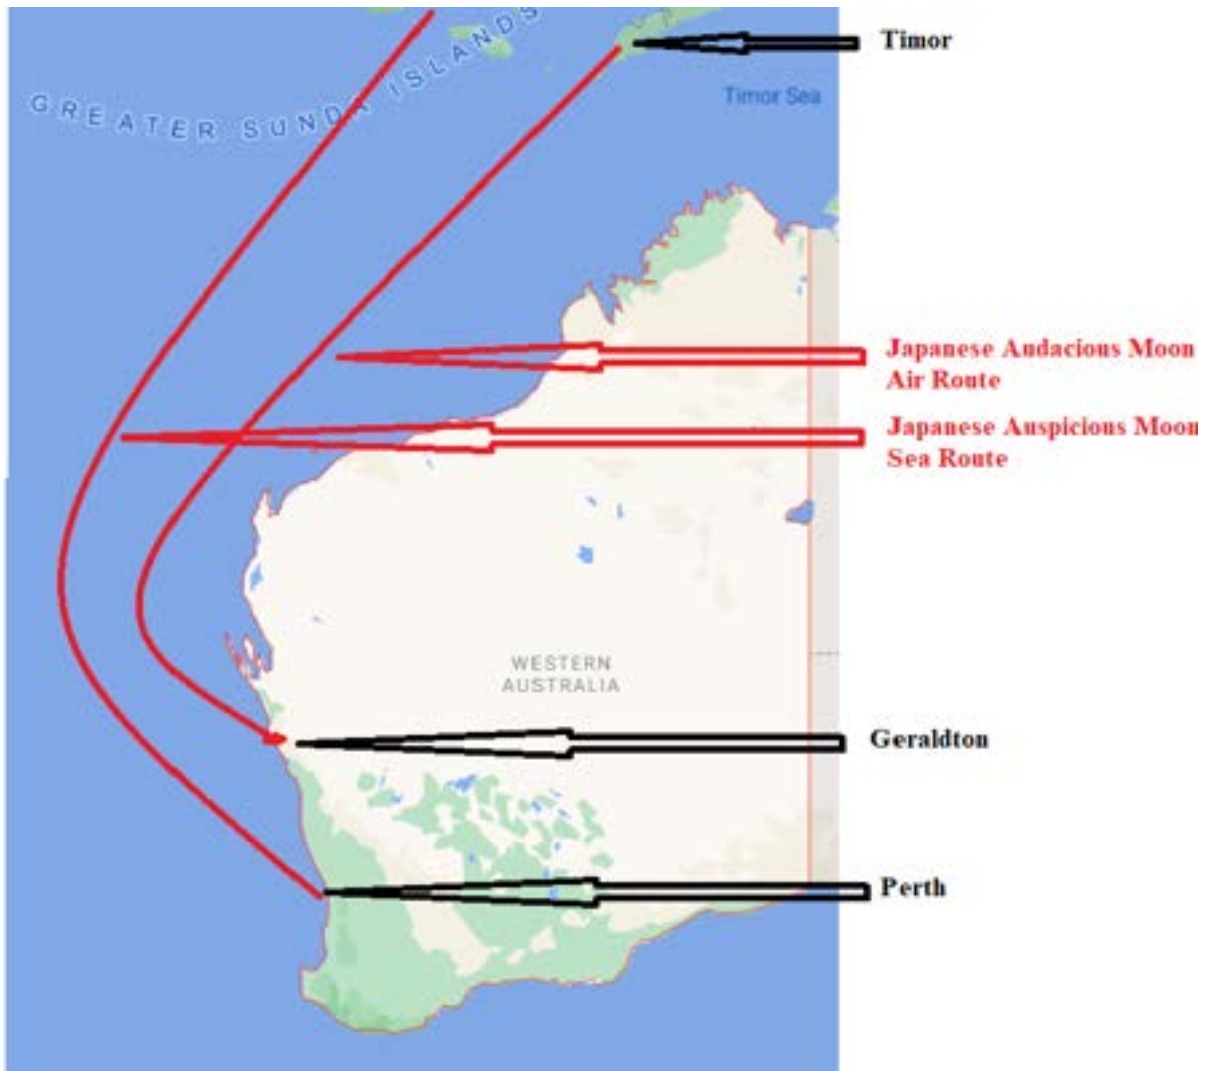 Timor
GREATER SUNDA ISLANDS
Timor Sea
Japanese Audacious Moon
Air Route
Japanese Auspicious Moon
Sea Route
WESTERN
AUSTRALIA
Geraldton
Perth